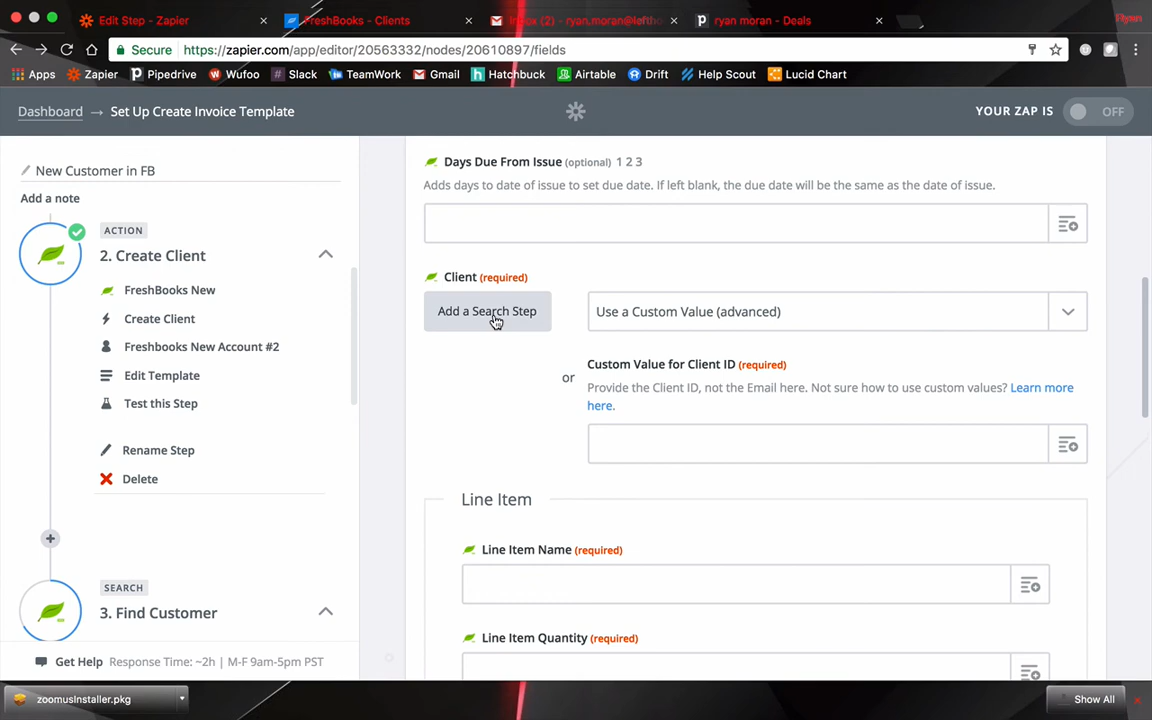 Edit Step - Zapier
FreshBooks - Clients
Inbox (2) - ryan.moran@leftbo
ryan moran - Deals
Ryan
Secure
https://zapier.com/app/editor/20563332/nodes/20610897/fields
Apps
Zapier
Pipedrive
Wufoo
Slack
TeamWork
Gmail
Hatchbuck
Airtable
Drift
Help Scout
Lucid Chart
Dashboard → Set Up Create Invoice Template
YOUR ZAP IS OFF
New Customer in FB
Add a note
ACTION
2. Create Client
FreshBooks New
Create Client
Freshbooks New Account #2
Edit Template
Test this Step
Rename Step
Delete
SEARCH
3. Find Customer
Get Help Response Time: ~2h | M-F 9am-5pm PST
Days Due From Issue (optional) 1 2 3
Adds days to date of issue to set due date. If left blank, the due date will be the same as the date of issue.
Client (required)
Add a Search Step
or
Use a Custom Value (advanced)
Custom Value for Client ID (required)
Provide the Client ID, not the Email here. Not sure how to use custom values? Learn more
here.
Line Item
Line Item Name (required)
Line Item Quantity (required)
zoomusInstaller.pkg
Show All